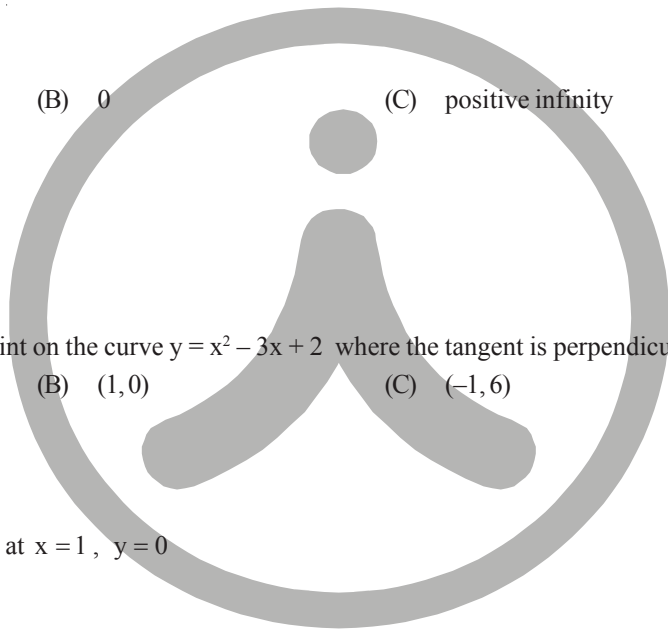 (B) 0 (C) positive infinity
int on the curve y = x² – 3x + 2 where the tangent is perpendicu
(B) (1, 0) (C) (–1, 6)
at x = 1 , y = 0